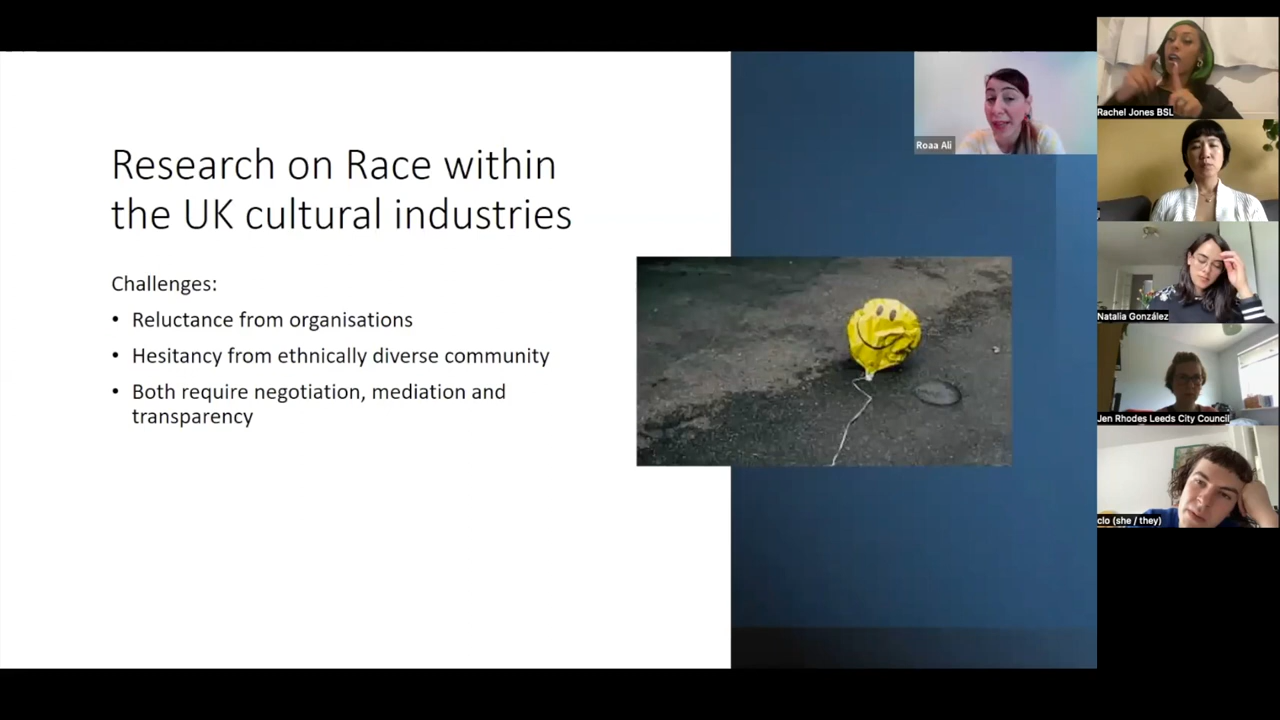 Research on Race within
the UK cultural industries
Challenges:
• Reluctance from organisations
• Hesitancy from ethnically diverse community
• Both require negotiation, mediation and
transparency
Roaa Ali
Rachel Jones BSL
Natalia González
Jen Rhodes Leeds City Council
clo (she / they)